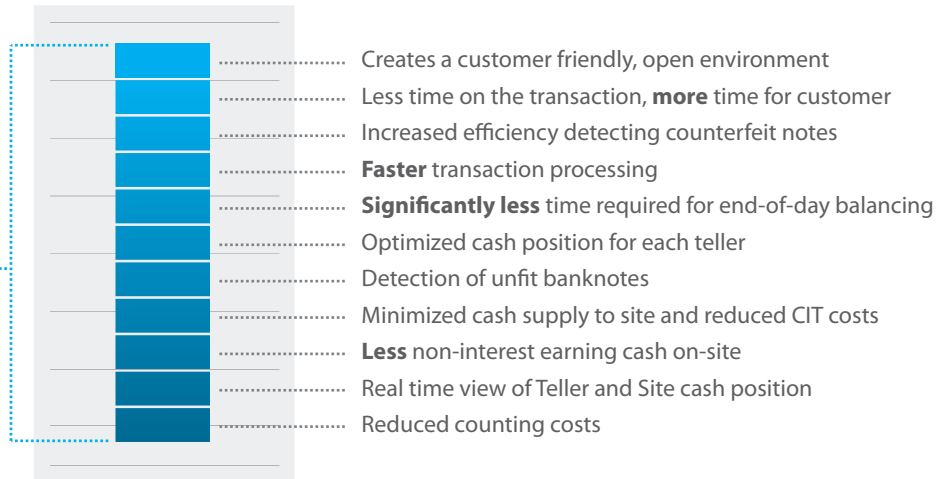 Creates a customer friendly, open environment
Less time on the transaction, more time for customer
Increased efficiency detecting counterfeit notes
Faster transaction processing
Significantly less time required for end-of-day balancing
Optimized cash position for each teller
Detection of unfit banknotes
Minimized cash supply to site and reduced CIT costs
Less non-interest earning cash on-site
Real time view of Teller and Site cash position
Reduced counting costs